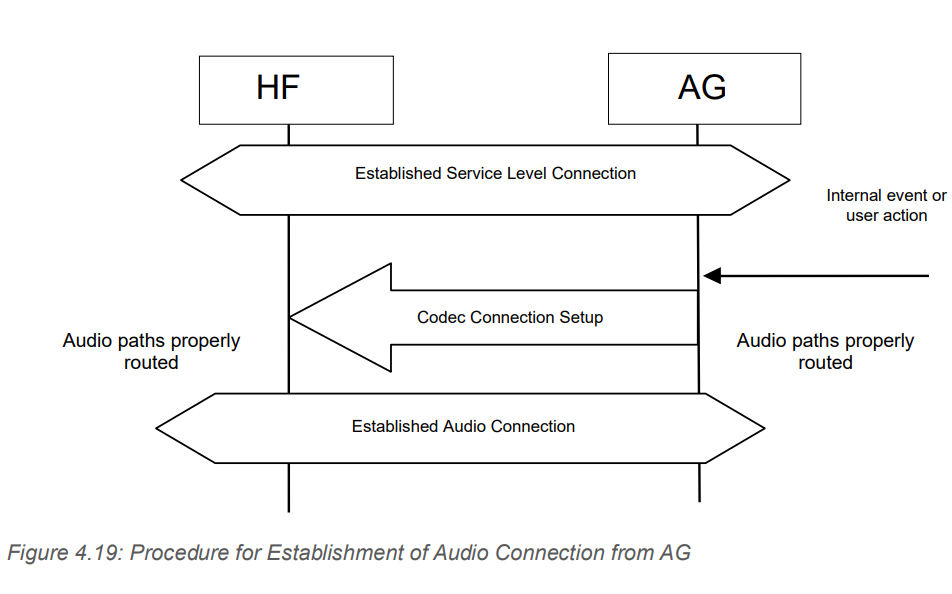 HF
AG
Established Service Level Connection
Internal event or
user action
Codec Connection Setup
Audio paths properly
routed
Audio paths properly
routed
Established Audio Connection
Figure 4.19: Procedure for Establishment of Audio Connection from AG